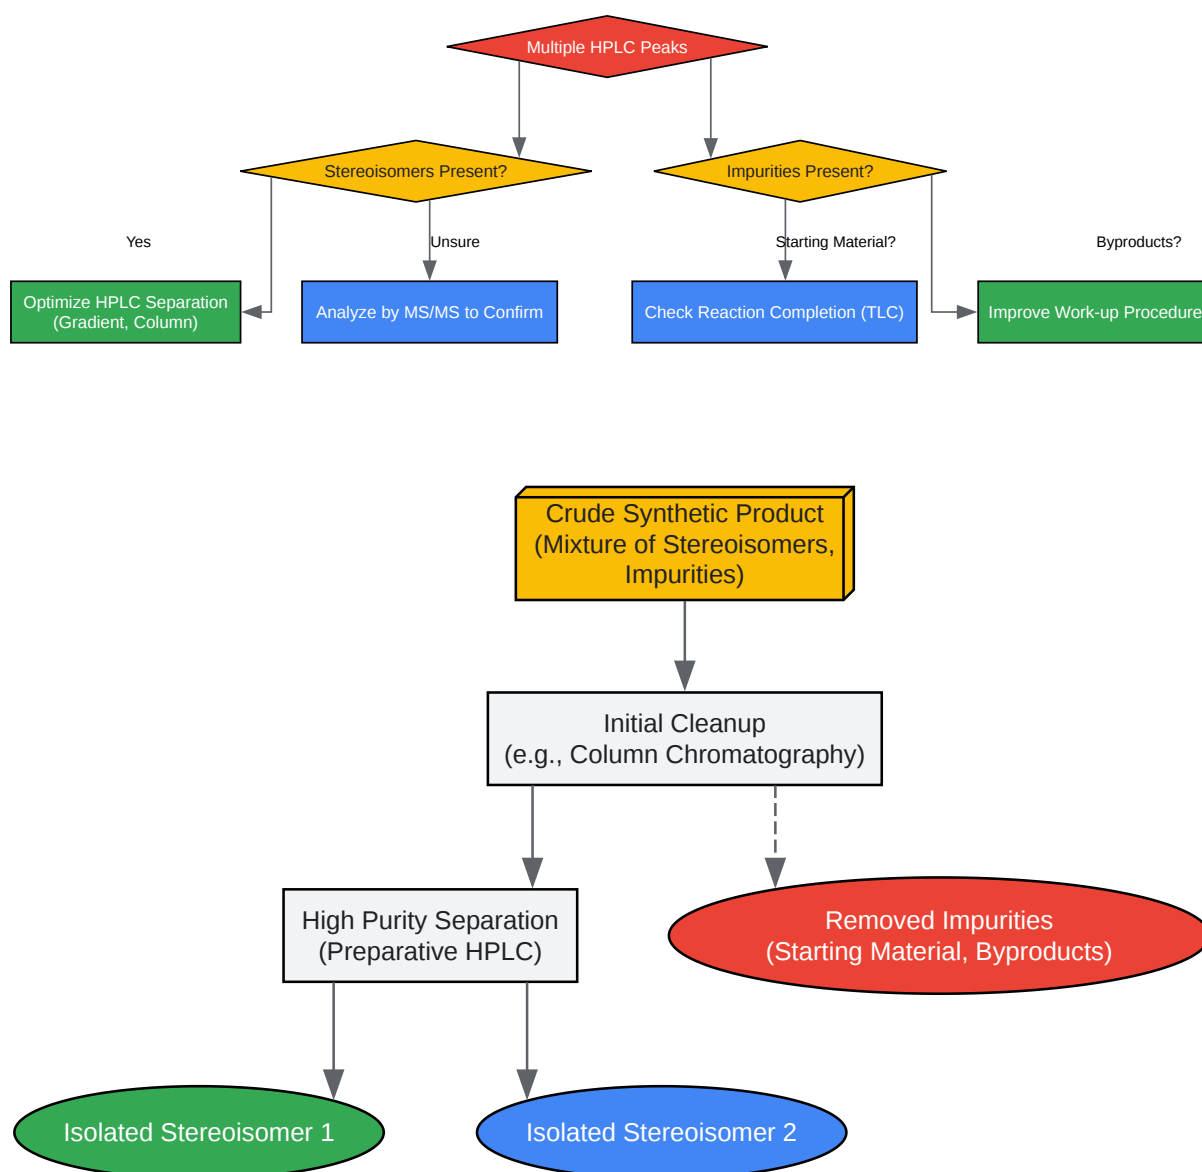 Multiple HPLC Peaks
Stereoisomers Present?
Impurities Present?
Yes
Unsure
Starting Material?
Byproducts?
Optimize HPLC Separation
(Gradient, Column)
Analyze by MS/MS to Confirm
Check Reaction Completion (TLC)
Improve Work-up Procedure
Crude Synthetic Product
(Mixture of Stereoisomers,
Impurities)
Initial Cleanup
(e.g., Column Chromatography)
High Purity Separation
(Preparative HPLC)
Removed Impurities
(Starting Material, Byproducts)
Isolated Stereoisomer 1
Isolated Stereoisomer 2